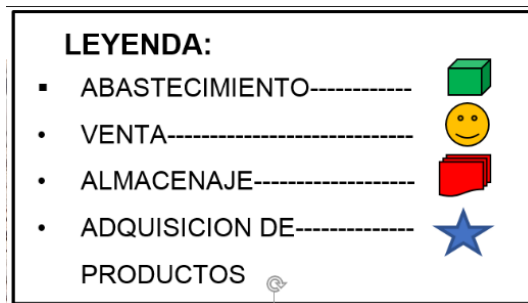 LEYENDA:
▪ ABASTECIMIENTO------------
• VENTA-----------------------------
• ALMACENAJE-------------------
• ADQUISICION DE--------------
PRODUCTOS